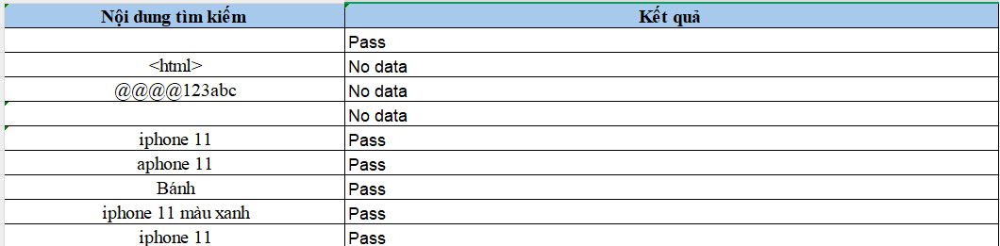 Nội dung tìm kiếm Kết quả
Pass
<html> No data
@@@@123abc No data
No data
iphone 11 Pass
aphone 11 Pass
Bánh Pass
iphone 11 màu xanh Pass
iphone 11 Pass